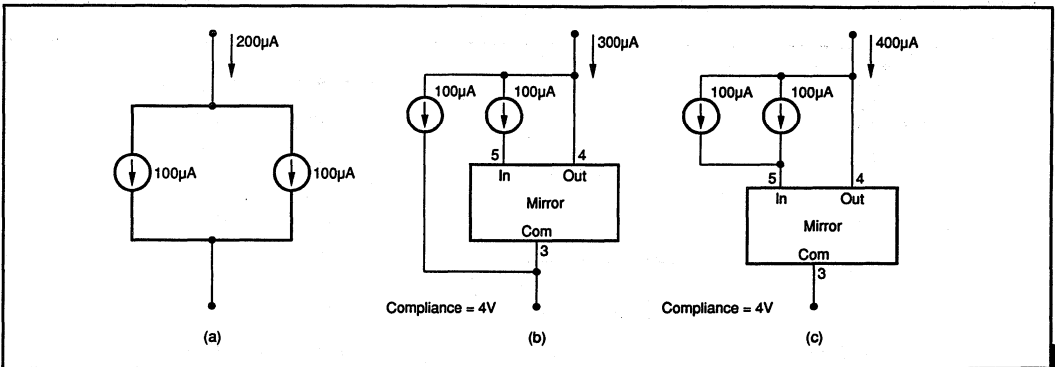 200µA
100µA
100µA
(a)
300µA
100µA
100µA
5
4
In
Out
Mirror
Com
3
Compliance = 4V
(b)
400µA
100µA
100µA
5
4
In
Out
Mirror
Com
3
Compliance = 4V
(c)